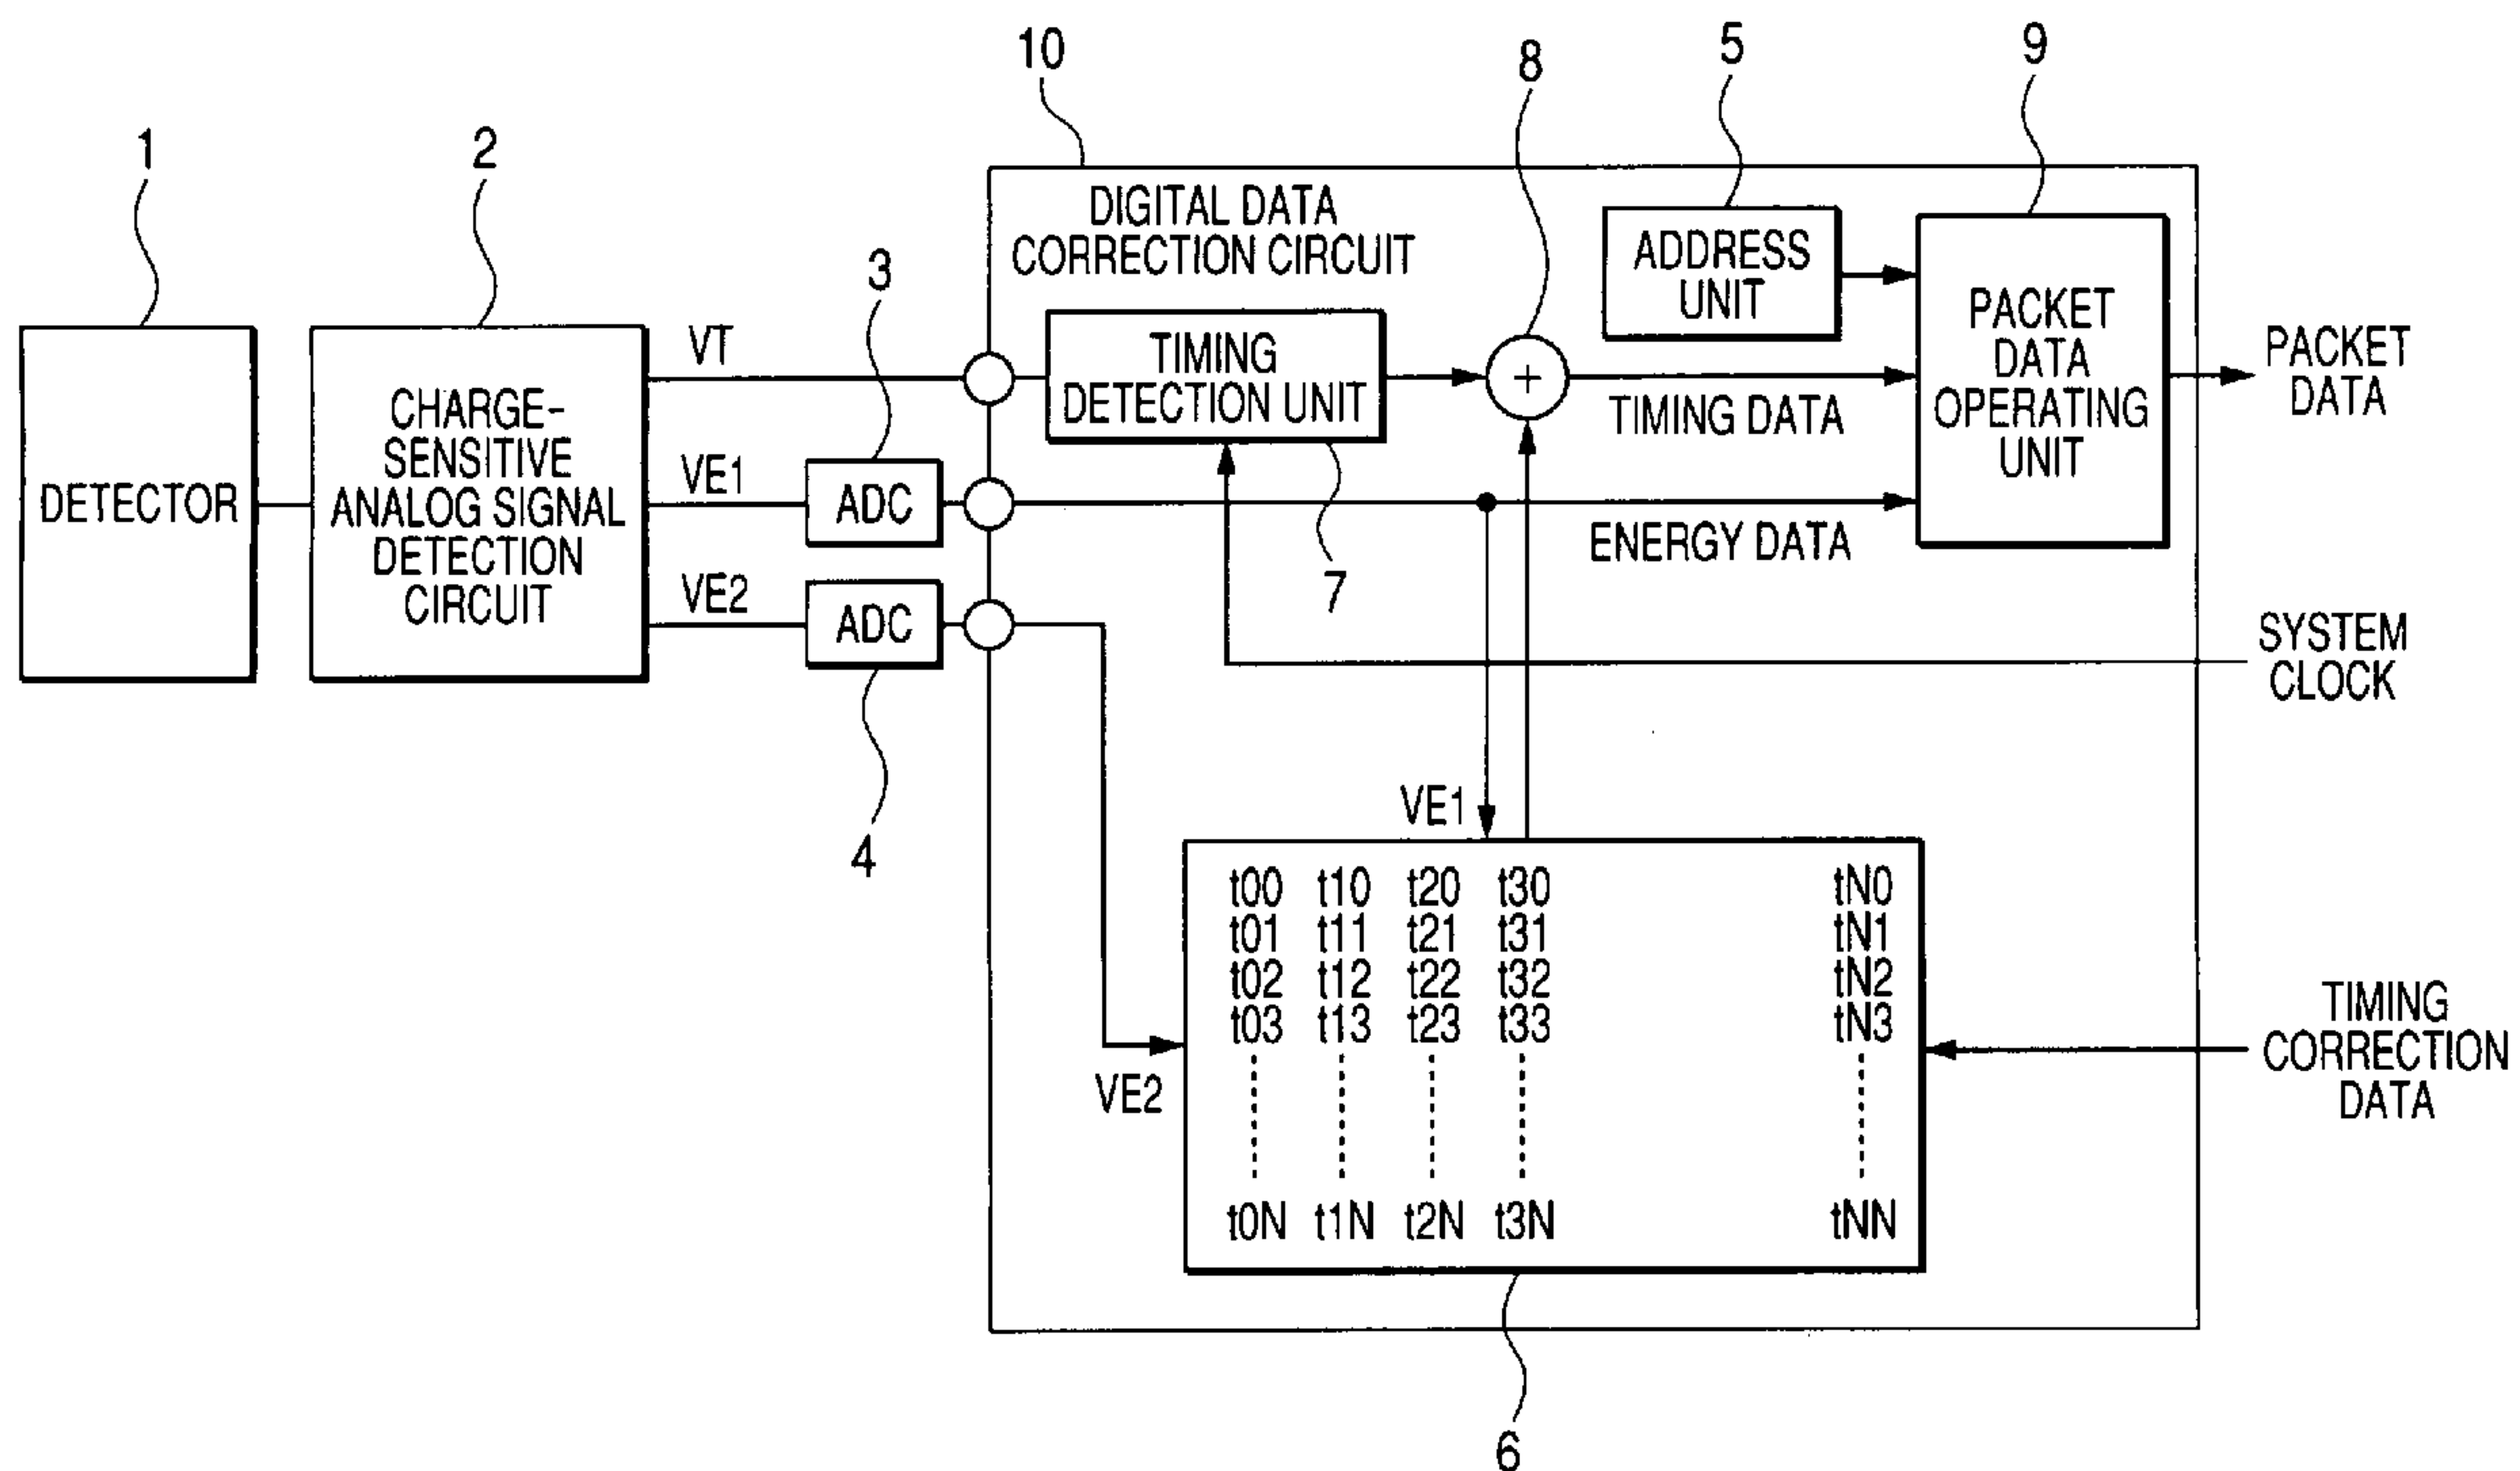 10
8
5
9
1
2
3
DIGITAL DATA
CORRECTION CIRCUIT
ADDRESS
UNIT
PACKET
DATA
OPERATING
UNIT
PACKET
DATA
VT
TIMING
DETECTION UNIT
+
TIMING DATA
DETECTOR
CHARGE-
SENSITIVE
ANALOG SIGNAL
DETECTION
CIRCUIT
VE1
ADC
ENERGY DATA
7
VE2
ADC
4
SYSTEM
CLOCK
VE1
t00 t10 t20 t30 tN0
t01 t11 t21 t31 tN1
t02 t12 t22 t32 tN2
t03 t13 t23 t33 tN3
t0N t1N t2N t3N tNN
VE2
TIMING
CORRECTION
DATA
6